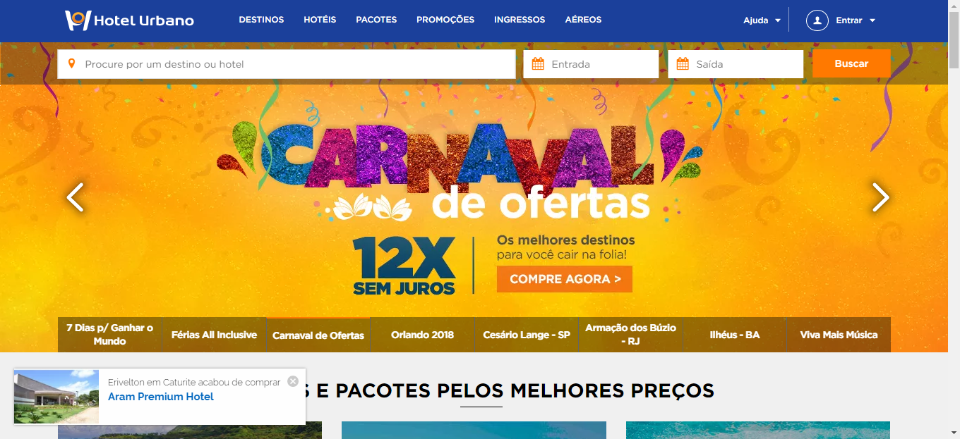 Hotel Urbano
DESTINOS HOTÉIS PACOTES PROMOÇÕES INGRESSOS AÉREOS
Ajuda Entrar
Procure por um destino ou hotel
Entrada
Saída
Buscar
CARNAVAL
de ofertas
12X
SEM JUROS
Os melhores destinos
para você cair na folia!
COMPRE AGORA >
7 Dias p/ Ganhar o
Mundo
Férias All Inclusive
Carnaval de Ofertas
Orlando 2018
Cesário Lange - SP
Armação dos Búzio
- RJ
Ilhéus - BA
Viva Mais Música
Erivelton em Caturite acabou de comprar
Aram Premium Hotel
S E PACOTES PELOS MELHORES PREÇOS